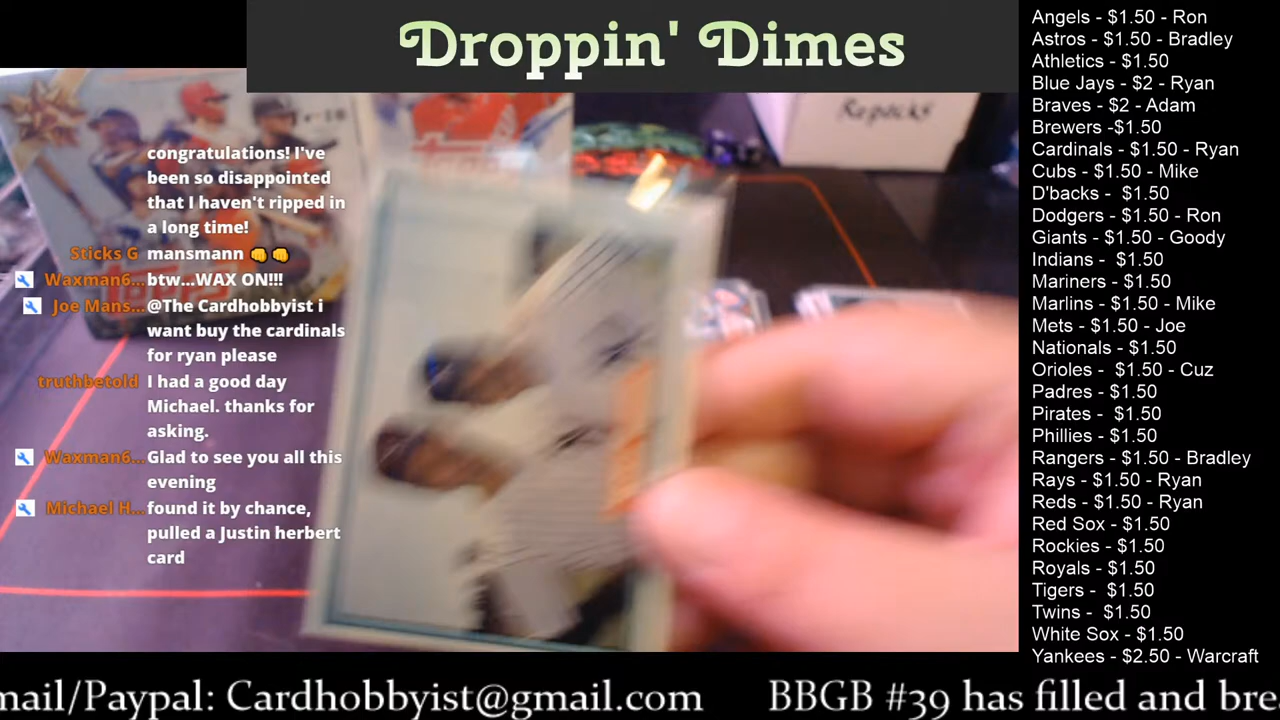 Droppin' Dimes
Repacks
congratulations! I've
been so disappointed
that I haven't ripped in
a long time!
Sticks G mansmann 👊👊
Waxman6... btw...WAX ON!!!
Joe Mans... @The Cardhobbyist i
want buy the cardinals
for ryan please
truthbetold I had a good day
Michael. thanks for
asking.
Waxman6... Glad to see you all this
evening
Michael H... found it by chance,
pulled a Justin herbert
card
Angels - $1.50 - Ron
Astros - $1.50 - Bradley
Athletics - $1.50
Blue Jays - $2 - Ryan
Braves - $2 - Adam
Brewers -$1.50
Cardinals - $1.50 - Ryan
Cubs - $1.50 - Mike
D'backs - $1.50
Dodgers - $1.50 - Ron
Giants - $1.50 - Goody
Indians - $1.50
Mariners - $1.50
Marlins - $1.50 - Mike
Mets - $1.50 - Joe
Nationals - $1.50
Orioles - $1.50 - Cuz
Padres - $1.50
Pirates - $1.50
Phillies - $1.50
Rangers - $1.50 - Bradley
Rays - $1.50 - Ryan
Reds - $1.50 - Ryan
Red Sox - $1.50
Rockies - $1.50
Royals - $1.50
Tigers - $1.50
Twins - $1.50
White Sox - $1.50
Yankees - $2.50 - Warcraft
mail/Paypal: Cardhobbyist@gmail.com BBGB #39 has filled and bre